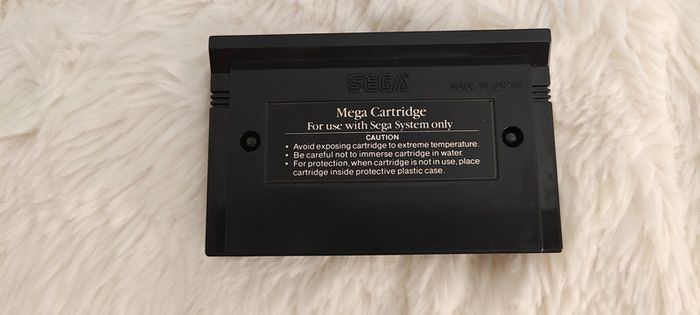 SEGA
MADE IN JAPAN
Mega Cartridge
For use with Sega System only
CAUTION
• Avoid exposing cartridge to extreme temperature.
• Be careful not to immerse cartridge in water.
• For protection, when cartridge is not in use, place
cartridge inside protective plastic case.